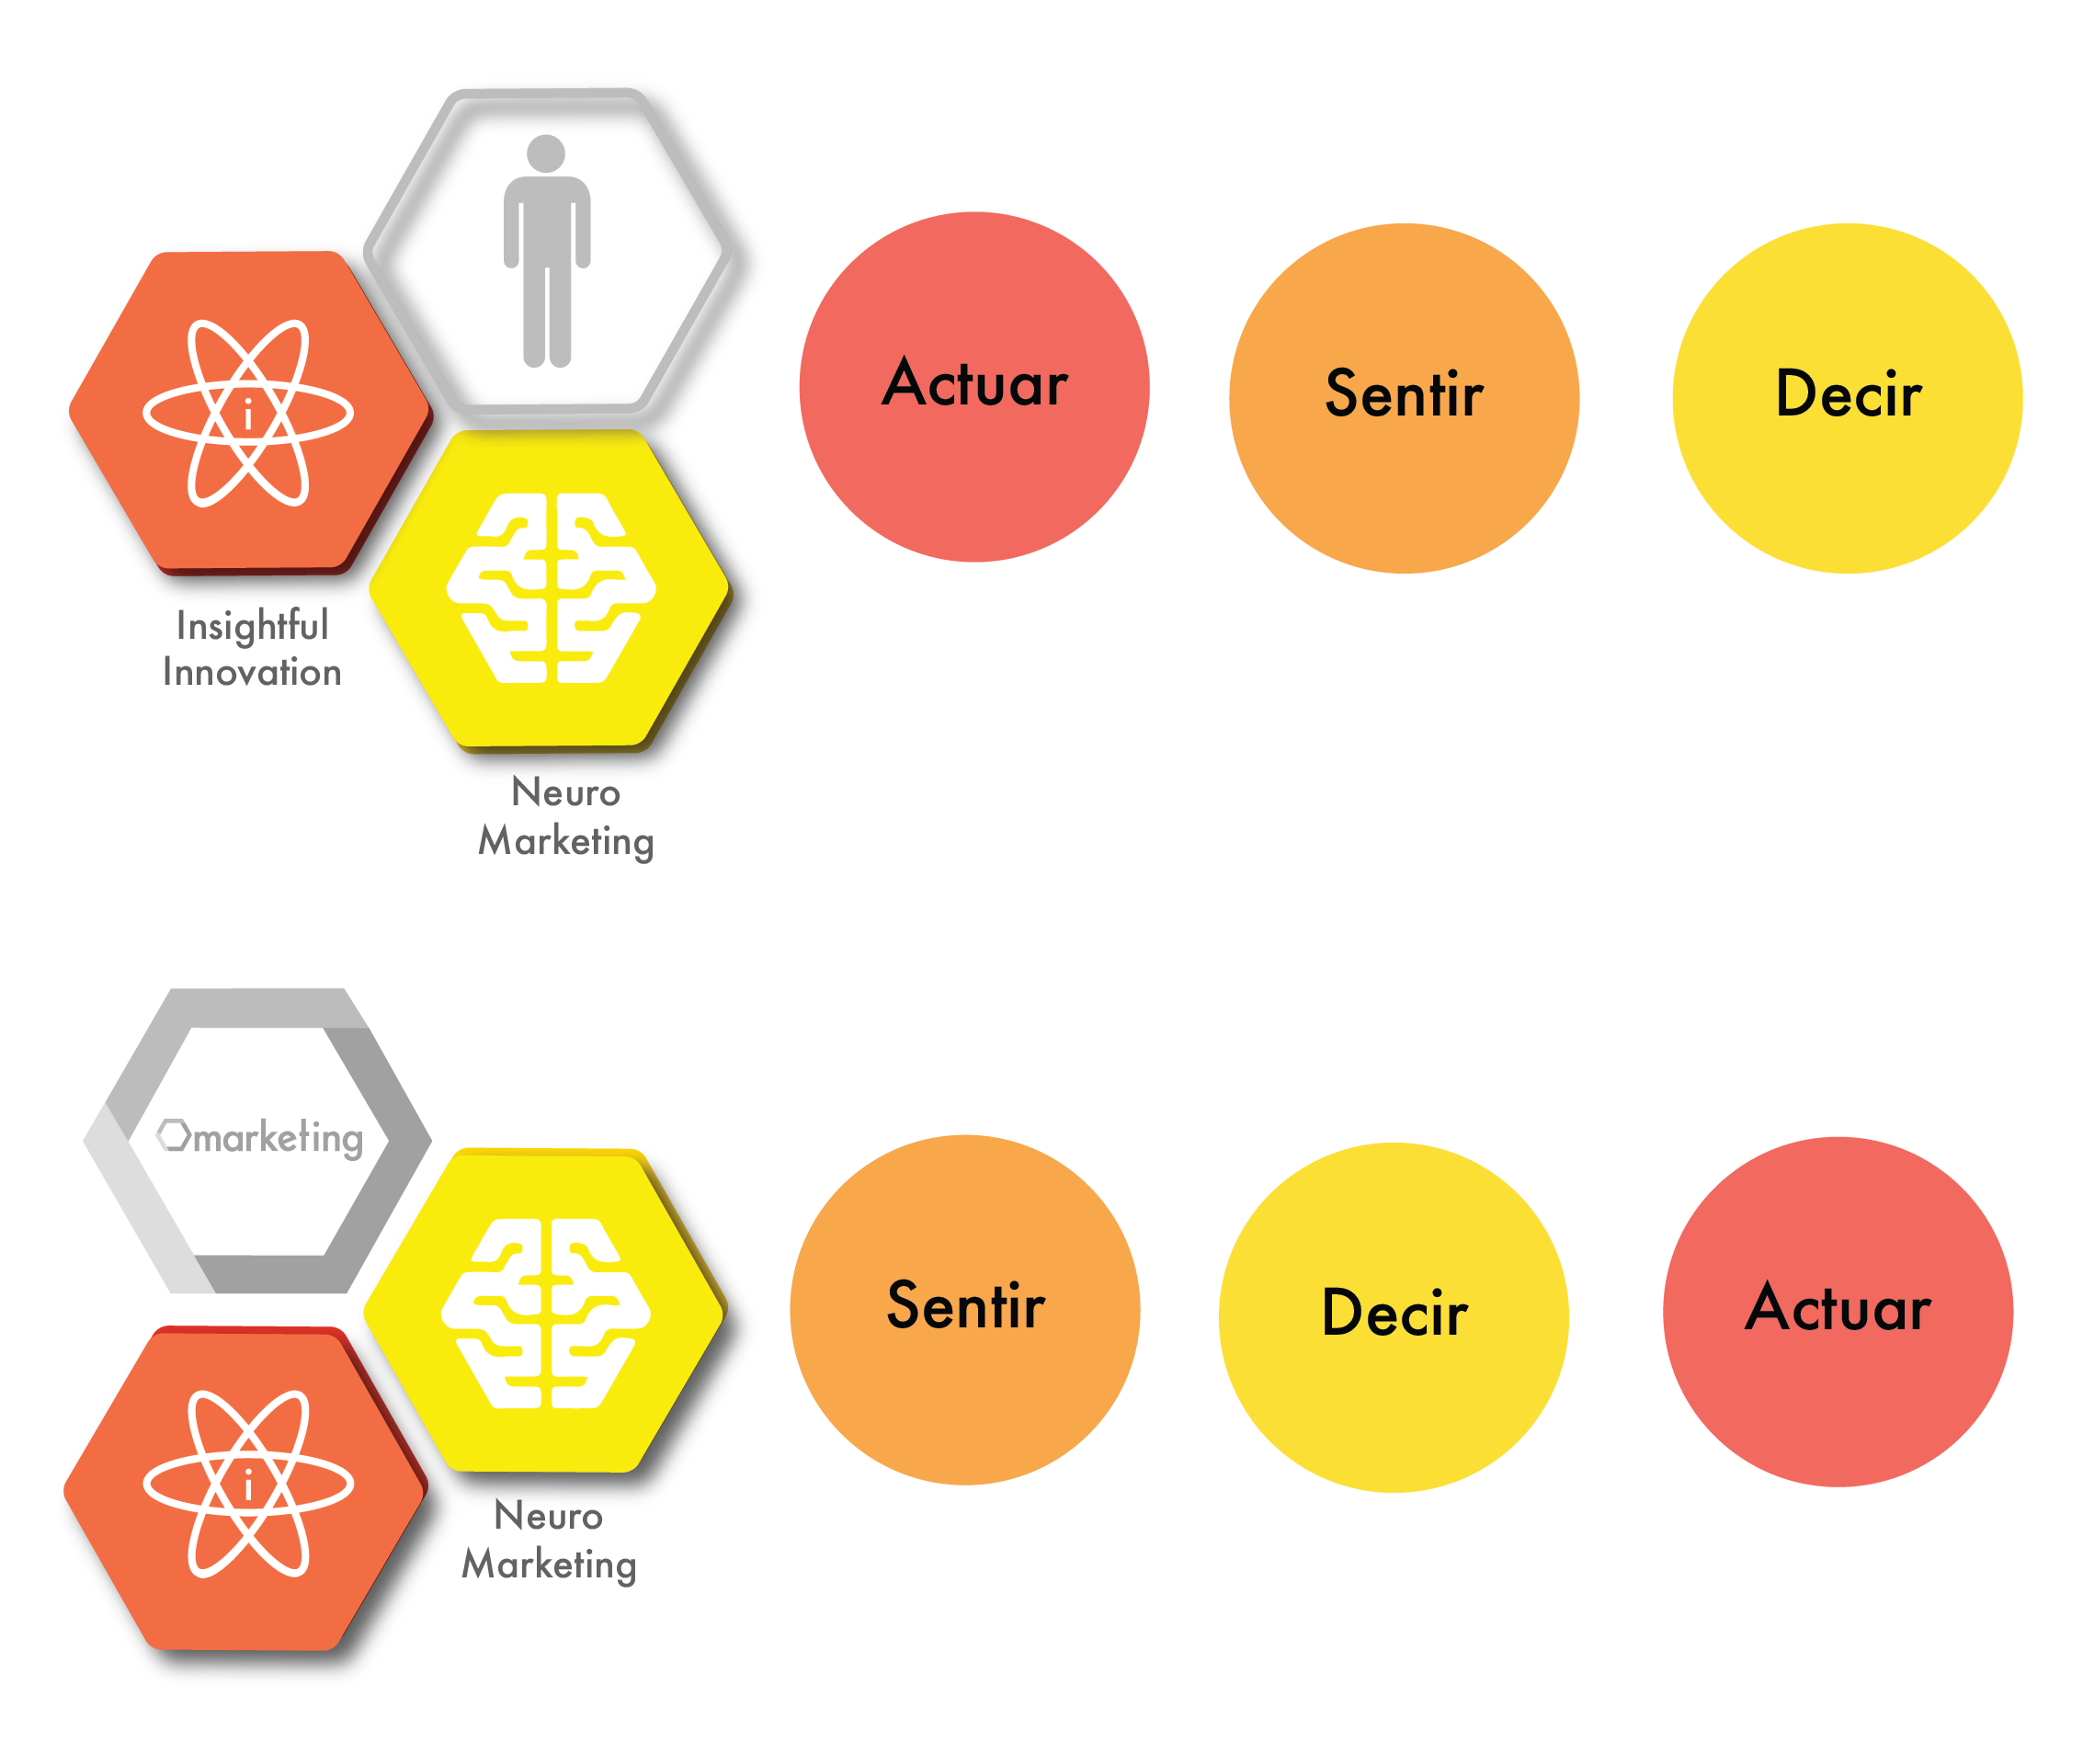 i
Insightful
Innovation
Neuro
Marketing
Actuar
Sentir
Decir
marketing
i
Neuro
Marketing
Sentir
Decir
Actuar